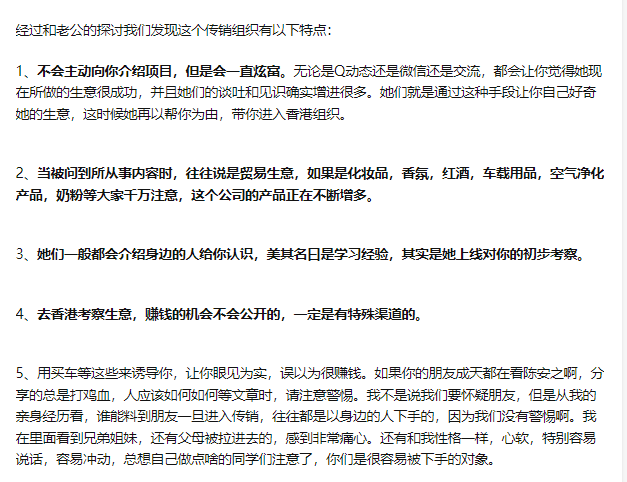 经过和老公的探讨我们发现这个传销组织有以下特点：
1、不会主动向你介绍项目，但是会一直炫富。无论是Q动态还是微信还是交流，都会让你觉得她现
在所做的生意很成功，并且她们的谈吐和见识确实增进很多。她们就是通过这种手段让你自己好奇
她的生意，这时候她再以帮你为由，带你进入香港组织。
2、当被问到所从事内容时，往往说是贸易生意，如果是化妆品，香氛，红酒，车载用品，空气净化
产品，奶粉等大家千万注意，这个公司的产品正在不断增多。
3、她们一般都会介绍身边的人给你认识，美其名曰是学习经验，其实是她上线对你的初步考察。
4、去香港考察生意，赚钱的机会不会公开的，一定是有特殊渠道的。
5、用买车等这些来诱导你，让你眼见为实，误以为很赚钱。如果你的朋友成天都在看陈安之啊，分
享的总是打鸡血，人应该如何如何等文章时，请注意警惕。我不是说我们要怀疑朋友，但是从我的
亲身经历看，谁能料到朋友一旦进入传销，往往都是以身边的人下手的，因为我们没有警惕啊。我
在里面看到兄弟姐妹，还有父母被拉进去的，感到非常痛心。还有和我性格一样，心软，特别容易
说话，容易冲动，总想自己做点啥的同学们注意了，你们是很容易被下手的对象。